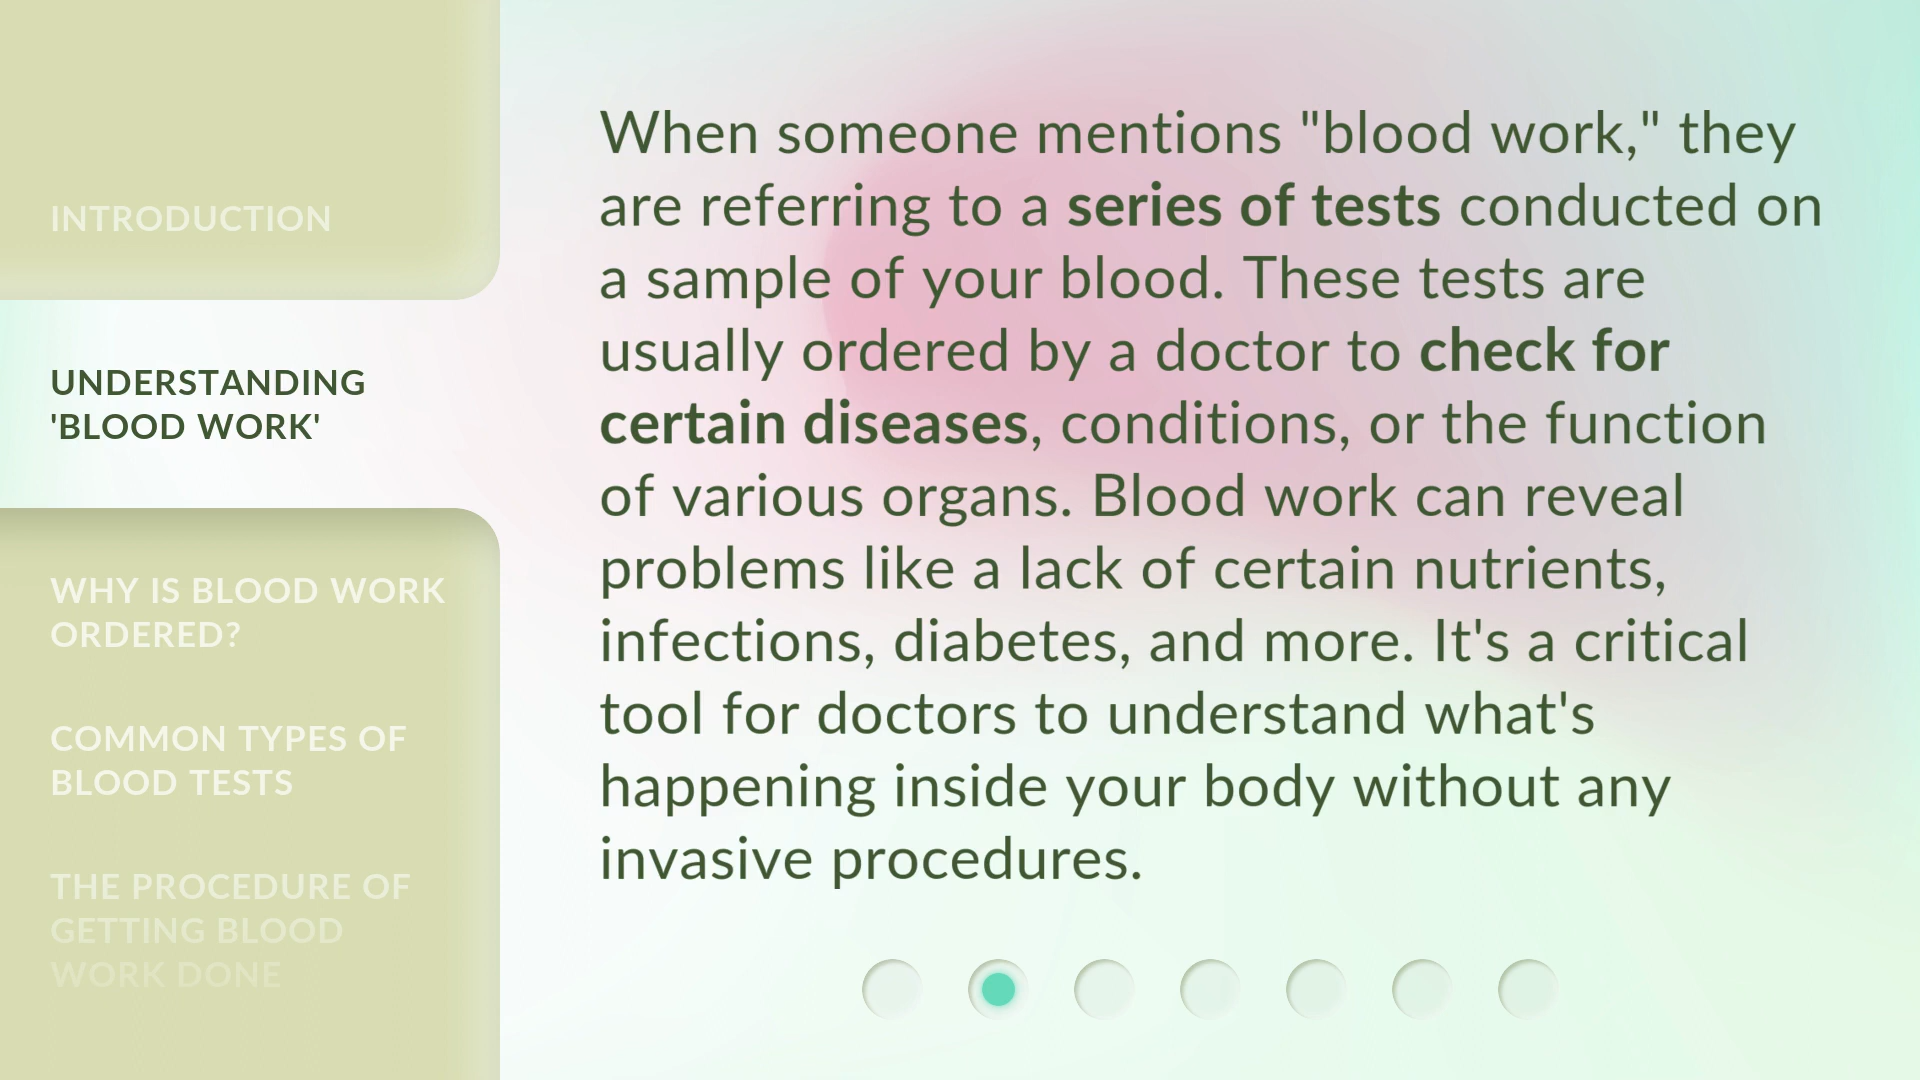 INTRODUCTION
UNDERSTANDING
'BLOOD WORK'
WHY IS BLOOD WORK
ORDERED?
COMMON TYPES OF
BLOOD TESTS
THE PROCEDURE OF
GETTING BLOOD
WORK DONE
When someone mentions "blood work," they
are referring to a series of tests conducted on
a sample of your blood. These tests are
usually ordered by a doctor to check for
certain diseases, conditions, or the function
of various organs. Blood work can reveal
problems like a lack of certain nutrients,
infections, diabetes, and more. It's a critical
tool for doctors to understand what's
happening inside your body without any
invasive procedures.